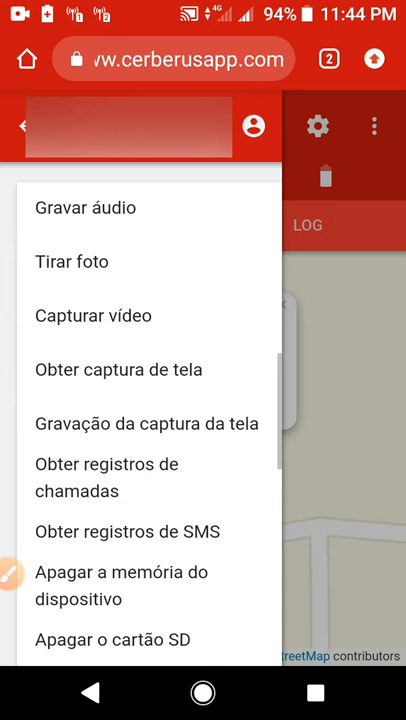 4G 94% 11:44 PM
w.cerberusapp.com
2
LOG
Gravar áudio
Tirar foto
Capturar vídeo
Obter captura de tela
Gravação da captura da tela
Obter registros de
chamadas
Obter registros de SMS
Apagar a memória do
dispositivo
Apagar o cartão SD
treetMap contributors